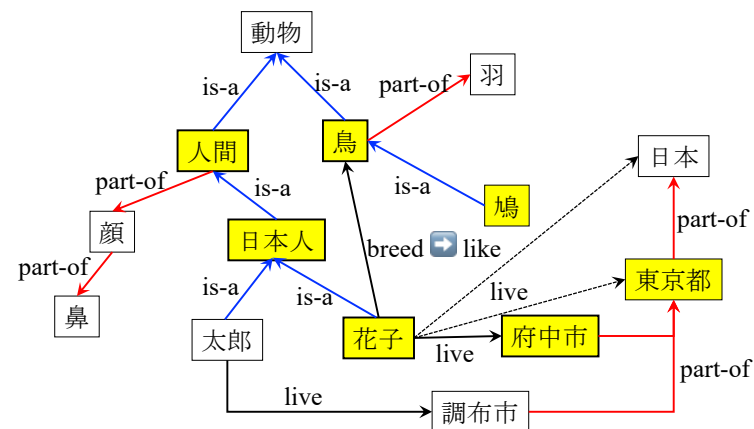 動物
is-a
is-a
part-of
羽
人間
鳥
日本
part-of
is-a
is-a
鳩
顔
日本人
breed ➡ like
part-of
part-of
is-a
is-a
live
東京都
鼻
太郎
花子
live
府中市
part-of
live
調布市